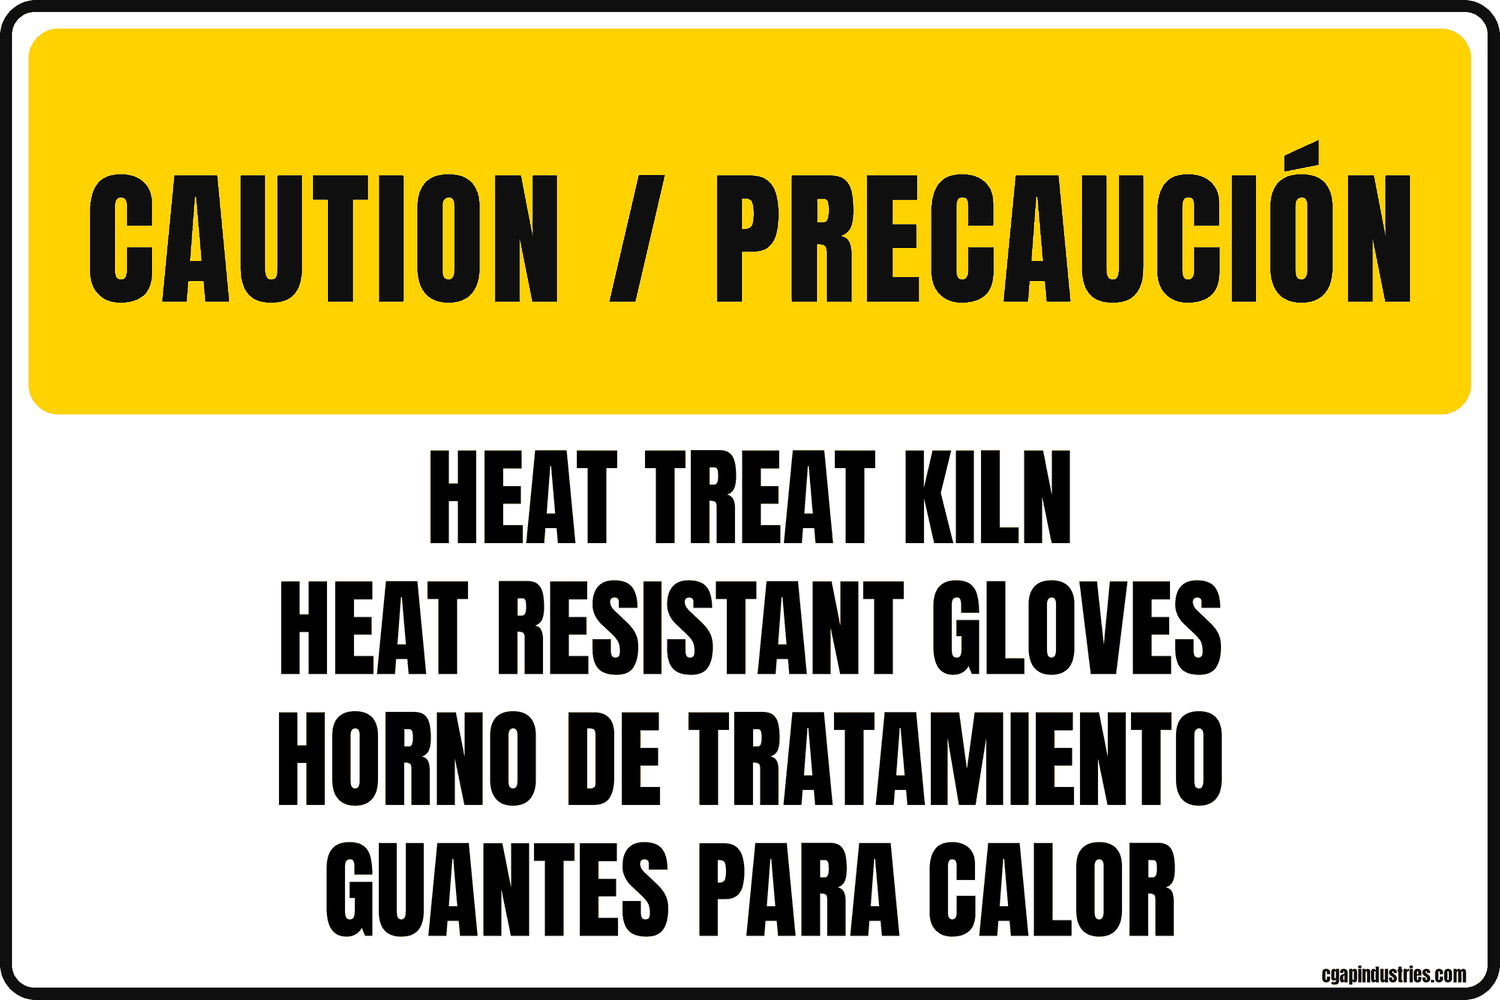 CAUTION / PRECAUCIÓN
HEAT TREAT KILN
HEAT RESISTANT GLOVES
HORNO DE TRATAMIENTO
GUANTES PARA CALOR
cgapindustries.com